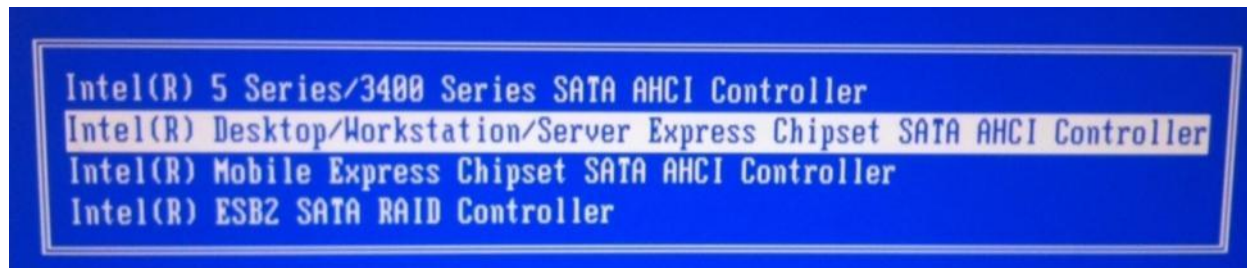 Intel(R) 5 Series/3400 Series SATA AHCI Controller
Intel(R) Desktop/Workstation/Server Express Chipset SATA AHCI Controller
Intel(R) Mobile Express Chipset SATA AHCI Controller
Intel(R) ESB2 SATA RAID Controller